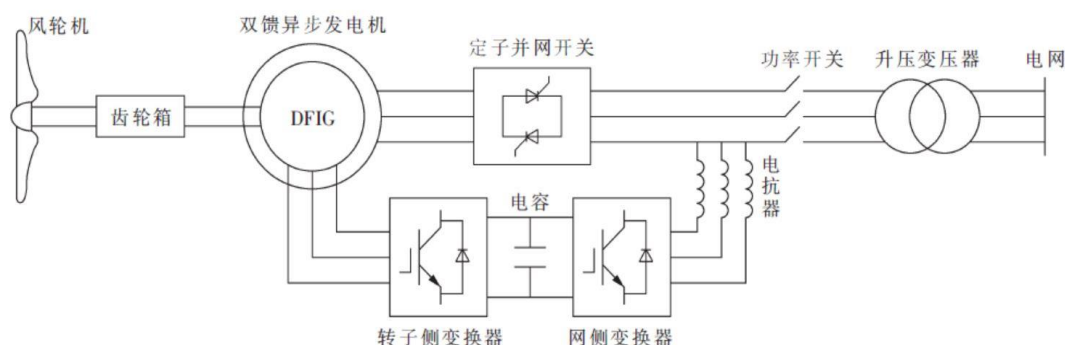 风轮机
双馈异步发电机
定子并网开关
功率开关
升压变压器
电网
齿轮箱
DFIG
电抗器
电容
转子侧变换器
网侧变换器